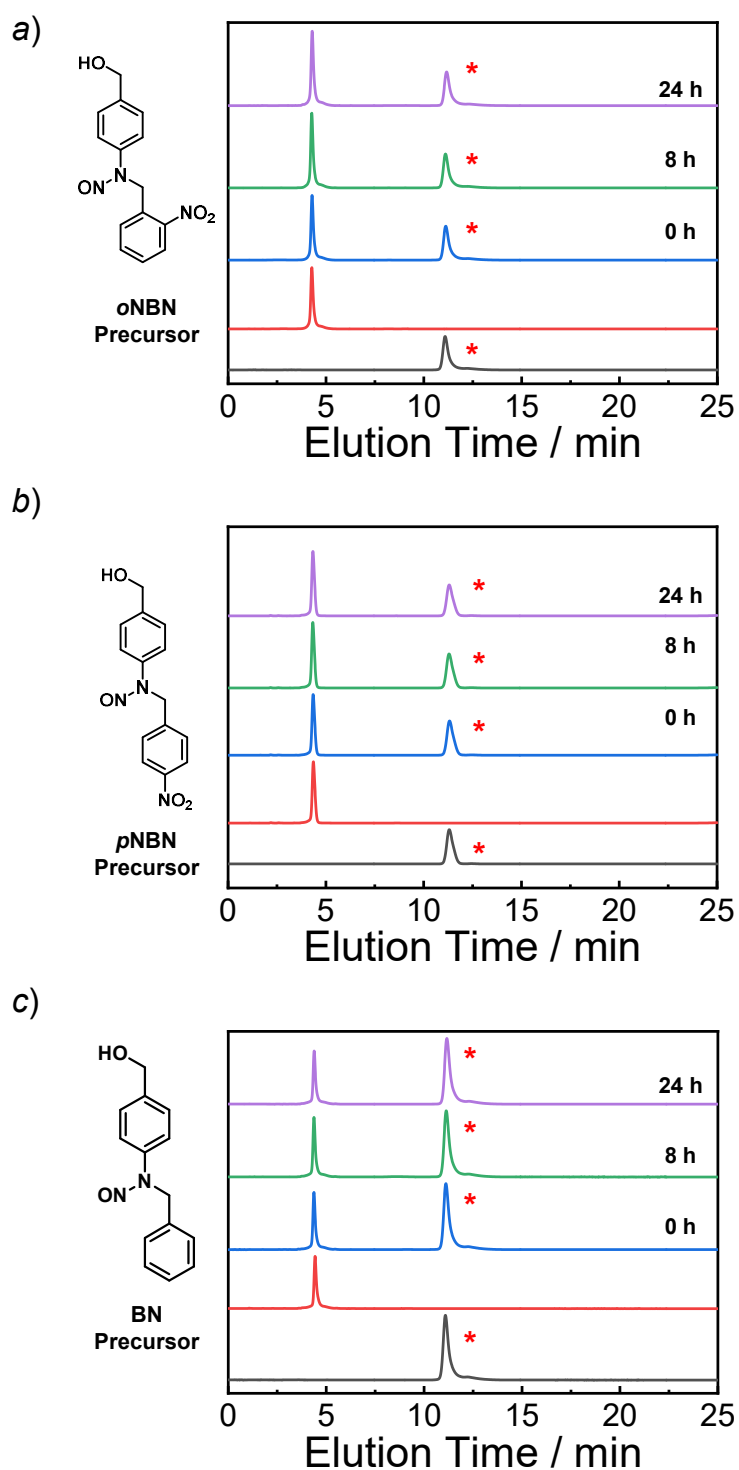 a)
HO
N
ON
NO2
oNBN
Precursor
*
24 h
*
8 h
*
0 h
*
0 5 10 15 20 25
Elution Time / min
b)
HO
N
ON
NO2
pNBN
Precursor
*
24 h
*
8 h
*
0 h
*
0 5 10 15 20 25
Elution Time / min
c)
HO
N
ON
BN
Precursor
*
24 h
*
8 h
*
0 h
*
0 5 10 15 20 25
Elution Time / min